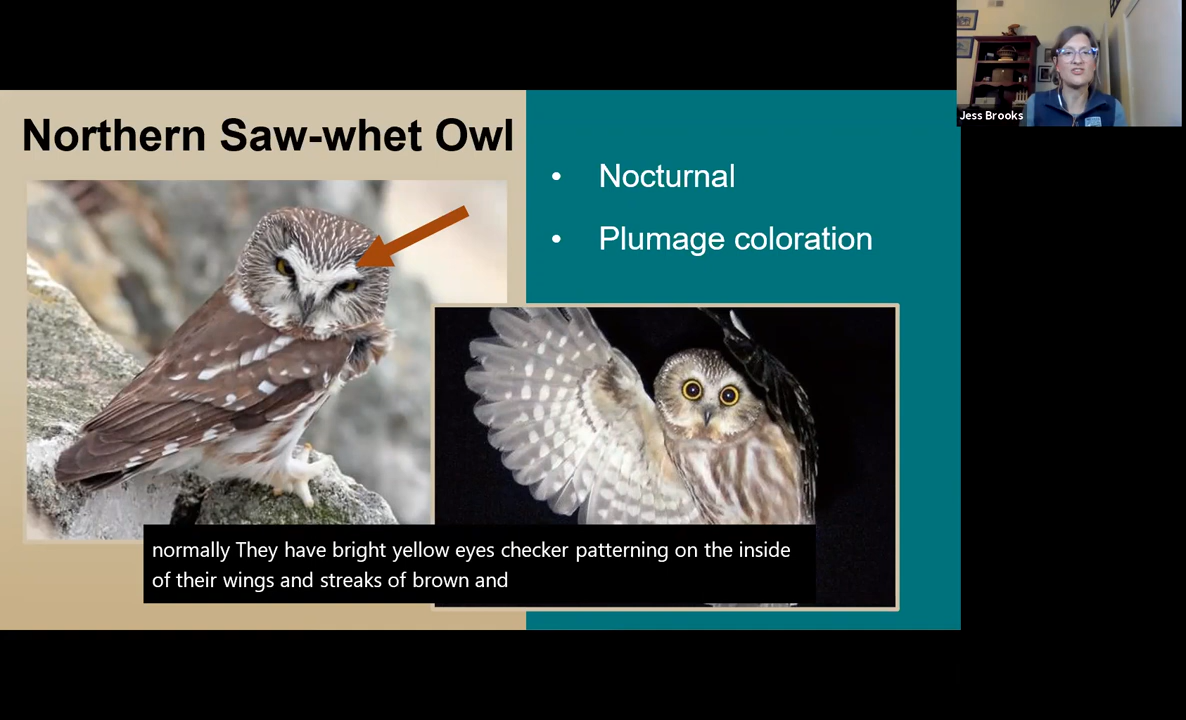 Northern Saw-whet Owl
• Nocturnal
• Plumage coloration
normally They have bright yellow eyes checker patterning on the inside
of their wings and streaks of brown and
Jess Brooks